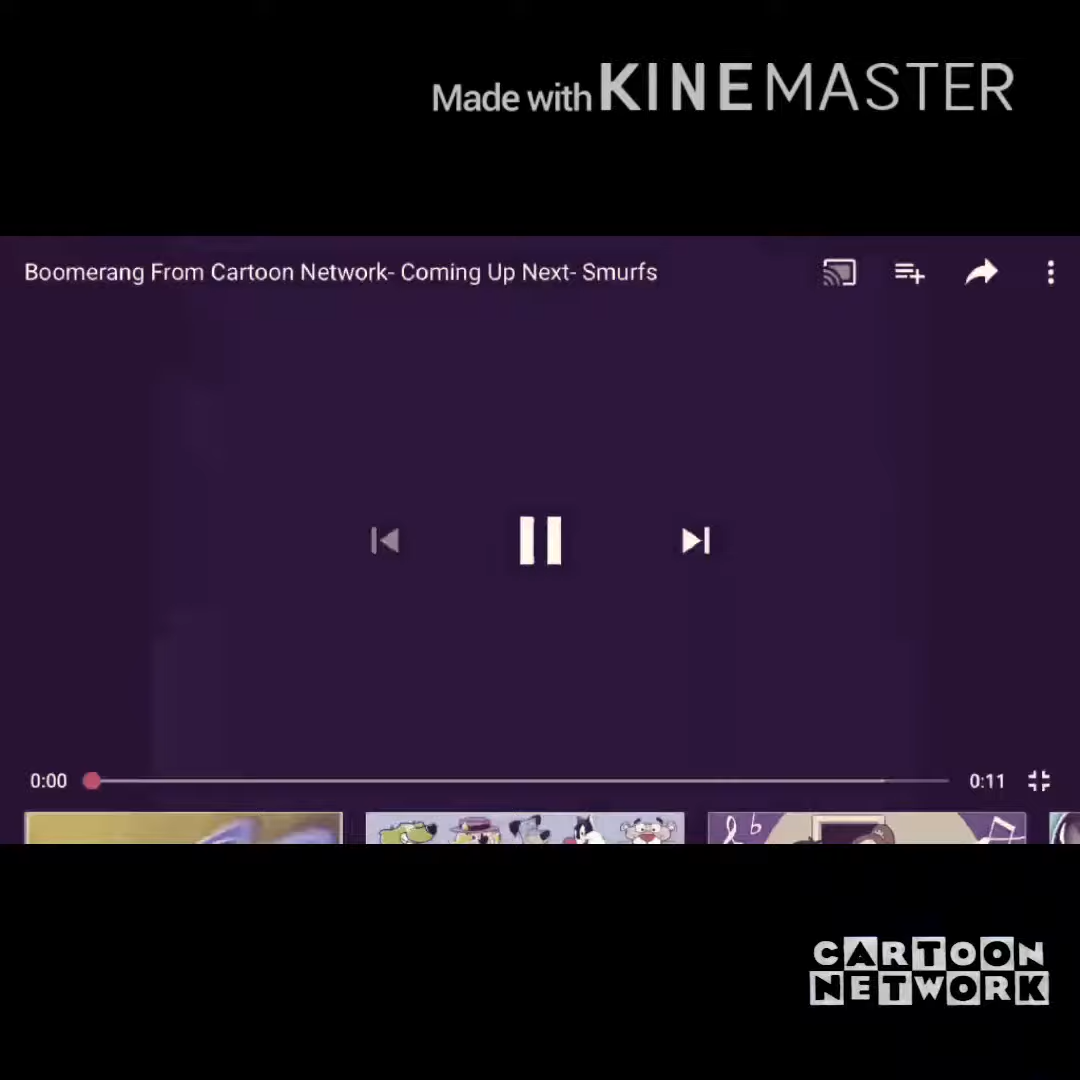 Made with KINEMASTER
Boomerang From Cartoon Network- Coming Up Next- Smurfs
0:00
0:11
CARTOON
NETWORK